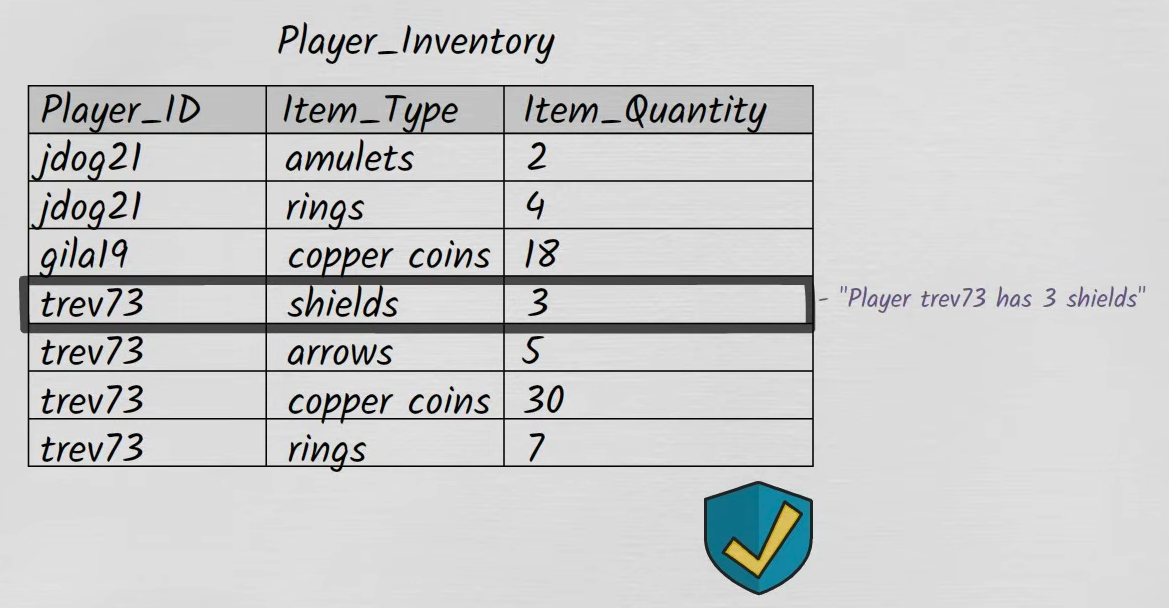 Player_Inventory
Player_ID Item_Type Item_Quantity
jdog21 amulets 2
jdog21 rings 4
gila19 copper coins 18
trev73 shields 3 - "Player trev73 has 3 shields"
trev73 arrows 5
trev73 copper coins 30
trev73 rings 7